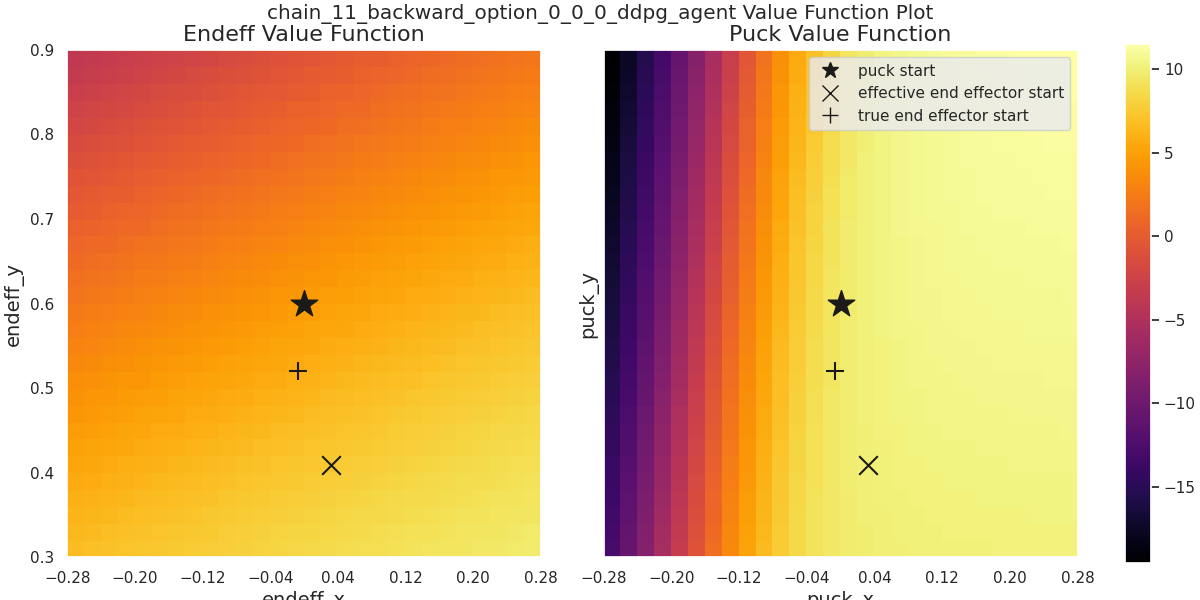 chain_11_backward_option_0_0_0_ddpg_agent Value Function Plot
Endeff Value Function
0.9
0.8
0.7
0.6
0.5
0.4
0.3
endeff_y
−0.28 −0.20 −0.12 −0.04 0.04 0.12 0.20 0.28
endeff_x
Puck Value Function
puck start
effective end effector start
true end effector start
puck_y
−0.28 −0.20 −0.12 −0.04 0.04 0.12 0.20 0.28
puck_x
10
5
0
−5
−10
−15